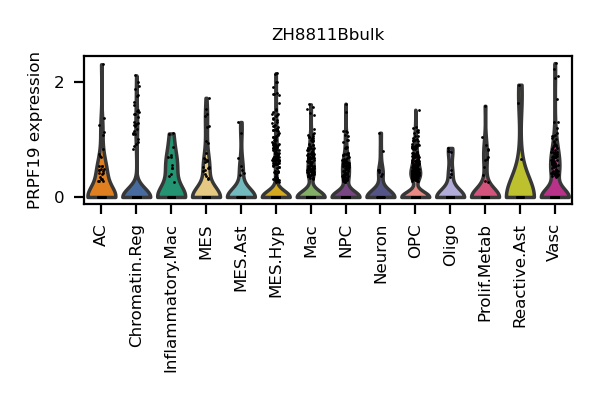 ZH8811Bbulk
PRPF19 expression
2
0
AC
Chromatin.Reg
Inflammatory.Mac
MES
MES.Ast
MES.Hyp
Mac
NPC
Neuron
OPC
Oligo
Prolif.Metab
Reactive.Ast
Vasc